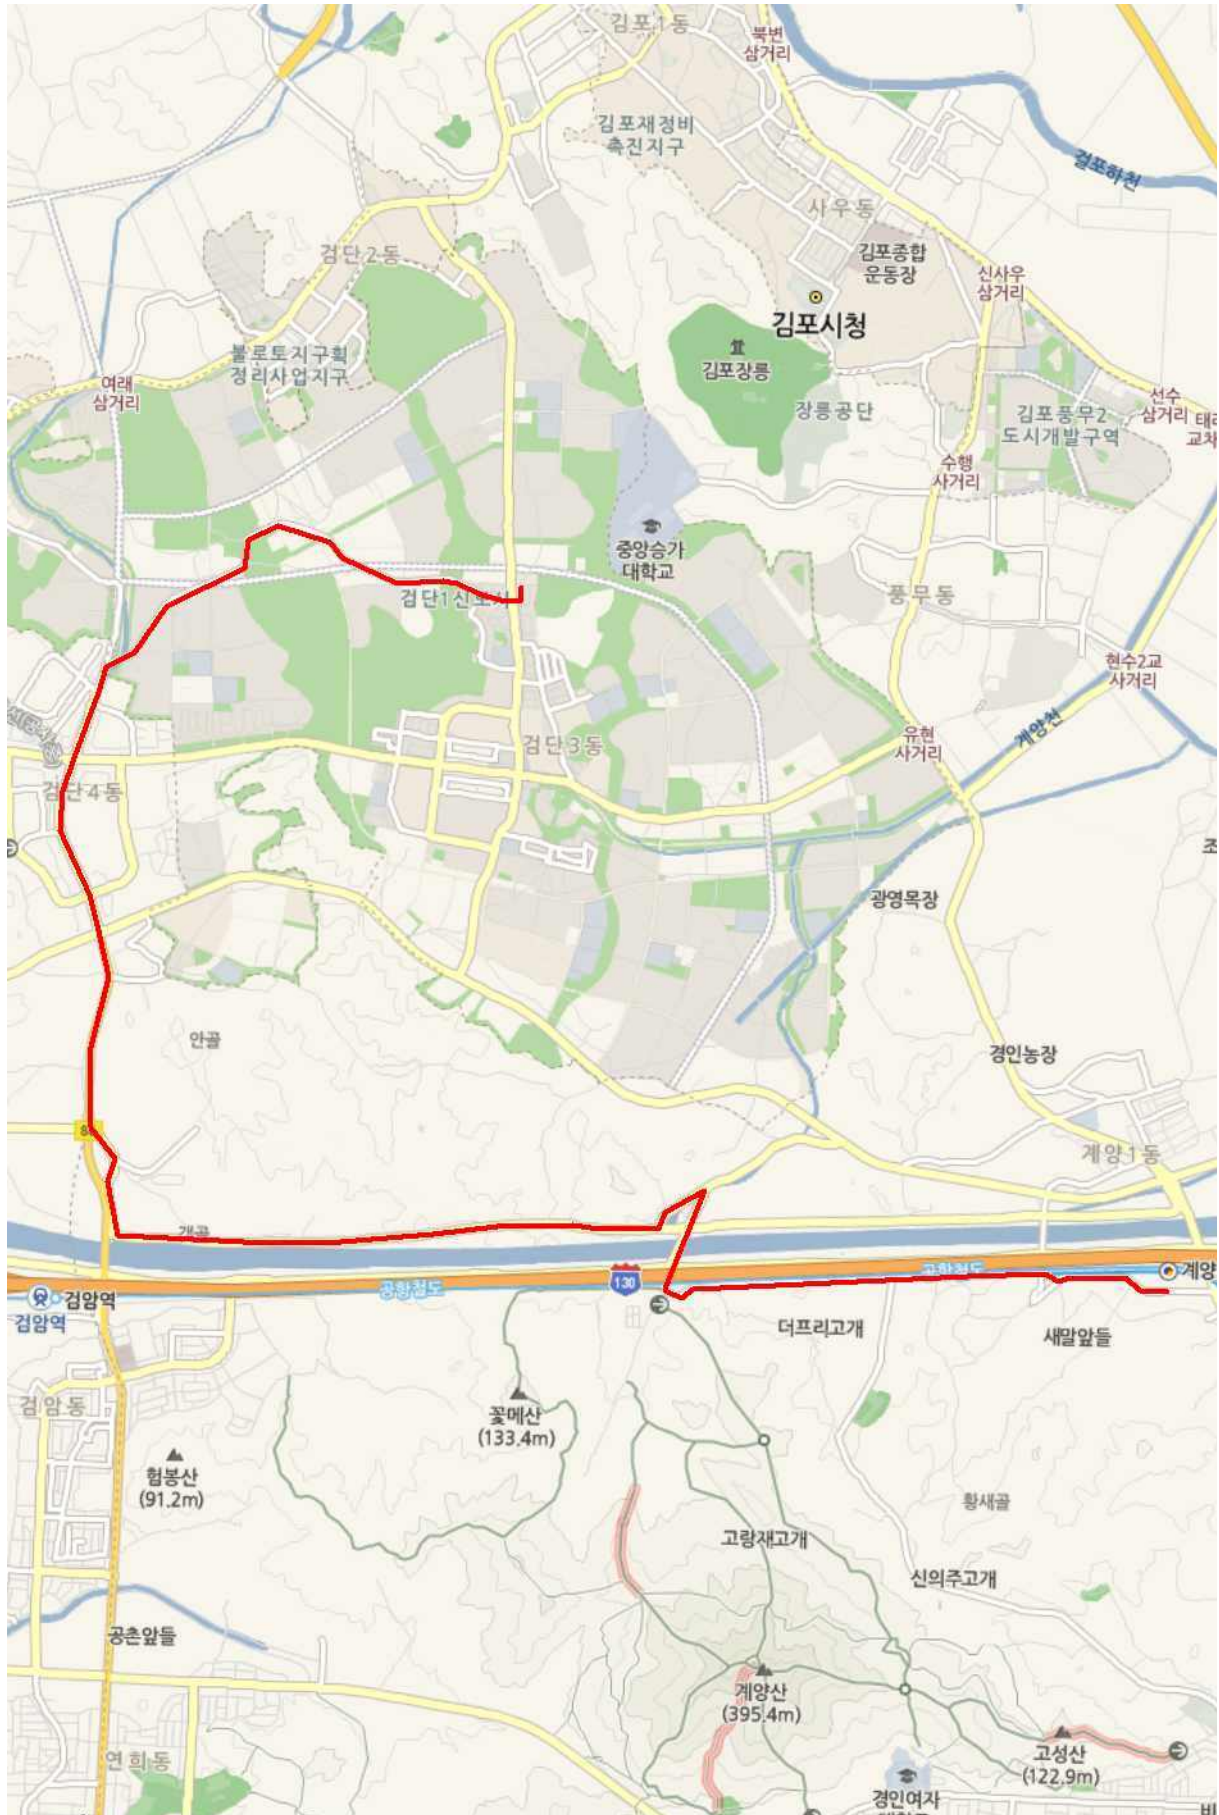 김포1동
북변
삼거리
김포재정비
촉진지구
걸포하천
사우동
김포종합
운동장
신사우
삼거리
검단2동
김포시청
불로토지구획
정리사업지구
김포장릉
여래
삼거리
장릉공단
김포풍무2
도시개발구역
선수
삼거리
수행
사거리
중앙승가
대학교
검단1신도시
풍무동
현수2교
사거리
계양천
유현
사거리
검단3동
검단4동
광영목장
안골
경인농장
계양1동
갯골
130
공항철도
공항철도
계양
검암역
검암역
더프리고개
새말앞들
검암동
꽃메산
(133.4m)
험봉산
(91.2m)
황새골
고랑재고개
신의주고개
공촌앞들
계양산
(395.4m)
연희동
고성산
(122.9m)
경인여자